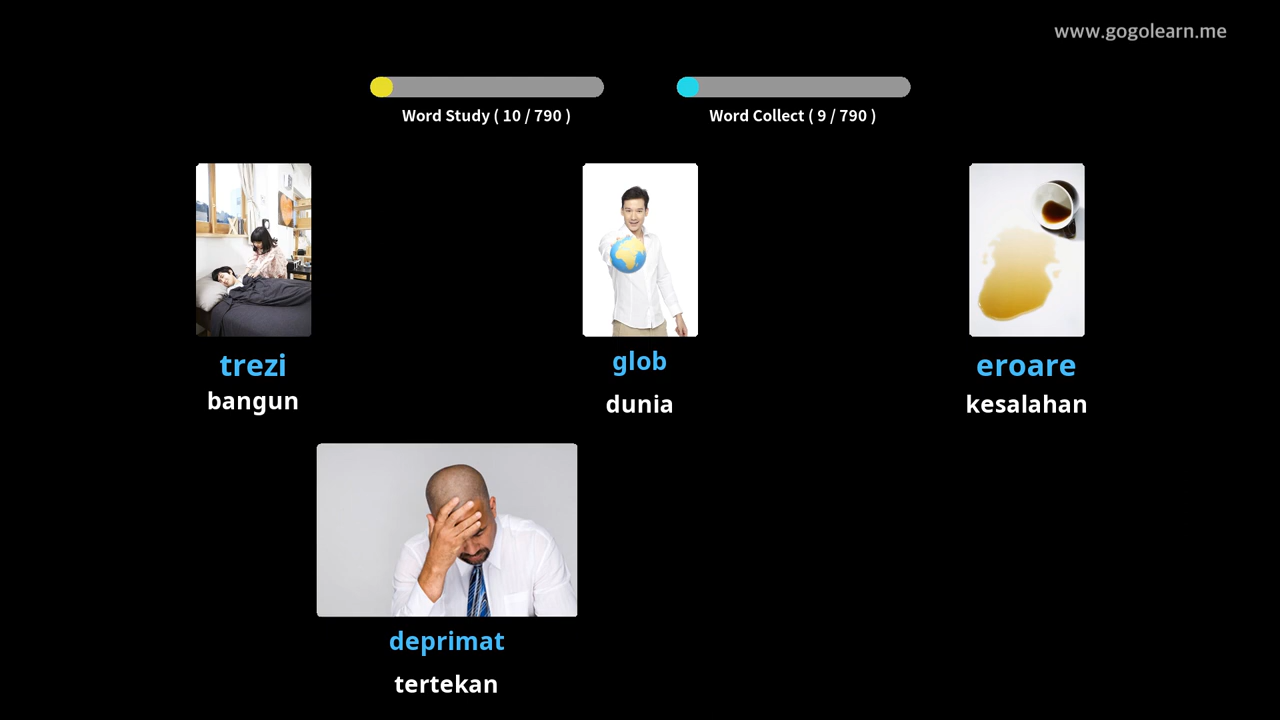 www.gogolearn.me
Word Study ( 10 / 790 )
Word Collect ( 9 / 790 )
trezi
bangun
glob
dunia
eroare
kesalahan
deprimat
tertekan